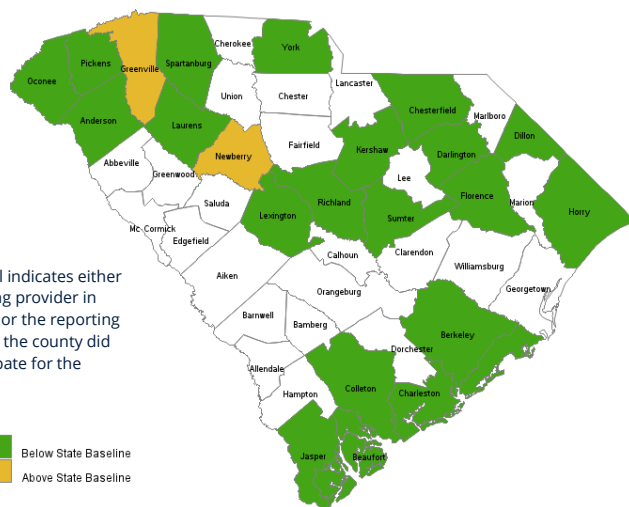 Cherokee
York
Pickens
Greenville
Spartanburg
Oconee
Lancaster
Union
Chester
Chesterfield
Marlboro
Anderson
Laurens
Dillon
Fairfield
Kershaw
Darlington
Newberry
Abbeville
Greenwood
Lee
Florence
Marion
Saluda
Richland
Lexington
Sumter
Horry
Mc Cormick
Edgefield
Calhoun
Clarendon
Williamsburg
Aiken
Georgetown
l indicates either
ng provider in
or the reporting
the county did
pate for the
Orangeburg
Barnwell
Bamberg
Berkeley
Dorchester
Allendale
Colleton
Charleston
Hampton
Jasper
Beaufort
Below State Baseline
Above State Baseline